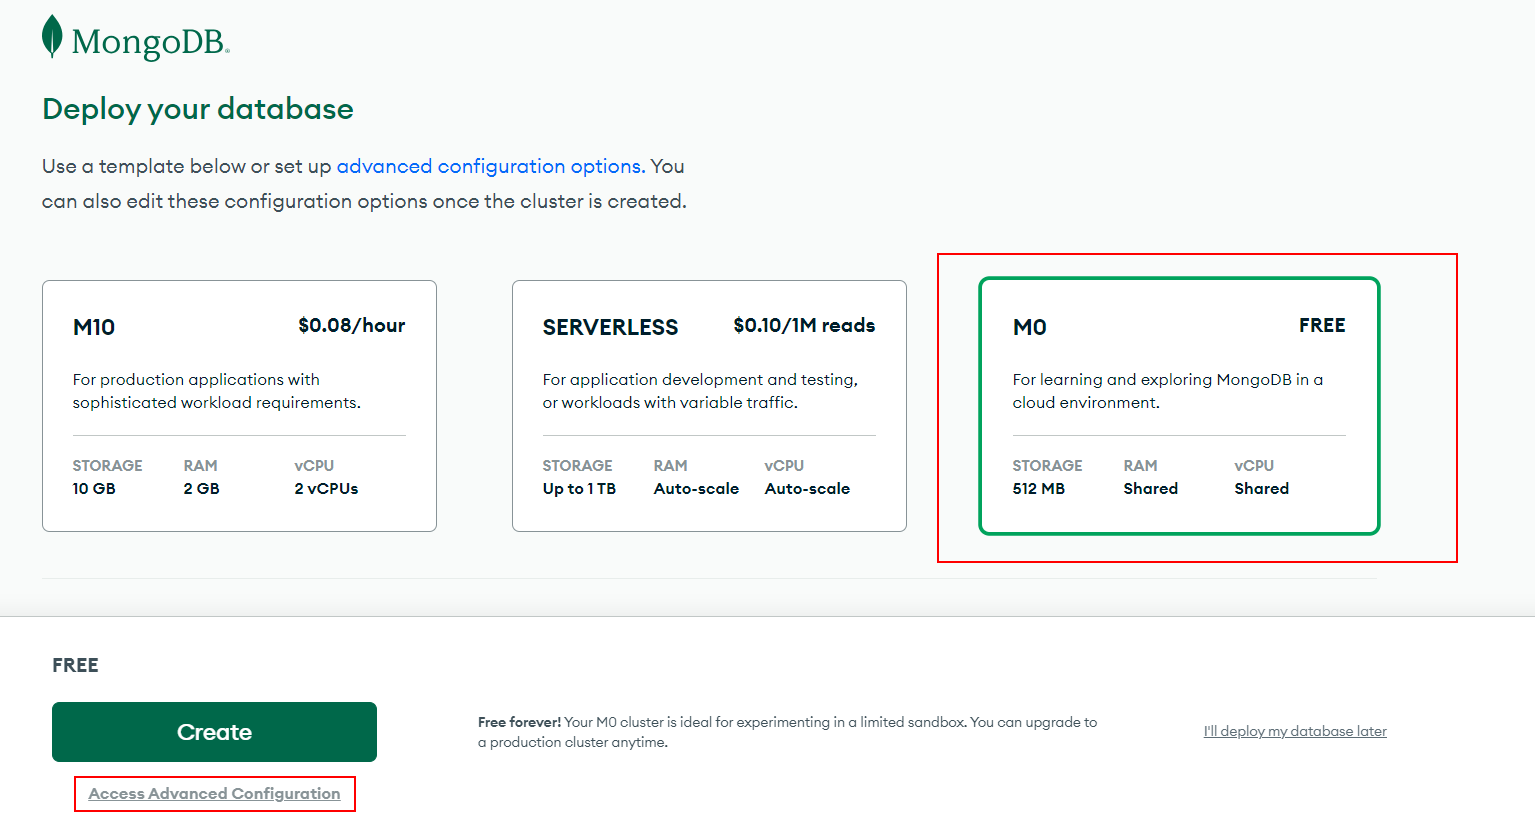 MongoDB®
Deploy your database
Use a template below or set up advanced configuration options. You
can also edit these configuration options once the cluster is created.
M10 $0.08/hour
For production applications with
sophisticated workload requirements.
STORAGE RAM vCPU
10 GB 2 GB 2 vCPUs
SERVERLESS $0.10/1M reads
For application development and testing,
or workloads with variable traffic.
STORAGE RAM vCPU
Up to 1 TB Auto-scale Auto-scale
M0 FREE
For learning and exploring MongoDB in a
cloud environment.
STORAGE RAM vCPU
512 MB Shared Shared
FREE
Create
Access Advanced Configuration
Free forever! Your M0 cluster is ideal for experimenting in a limited sandbox. You can upgrade to
a production cluster anytime.
I'll deploy my database later